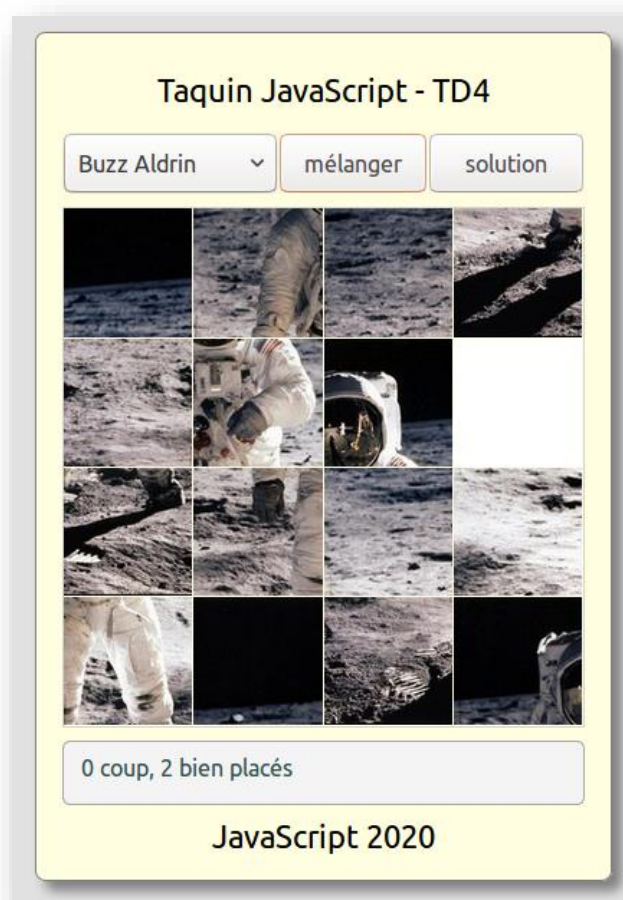 Taquin JavaScript - TD4
Buzz Aldrin mélanger solution
0 coup, 2 bien placés
JavaScript 2020